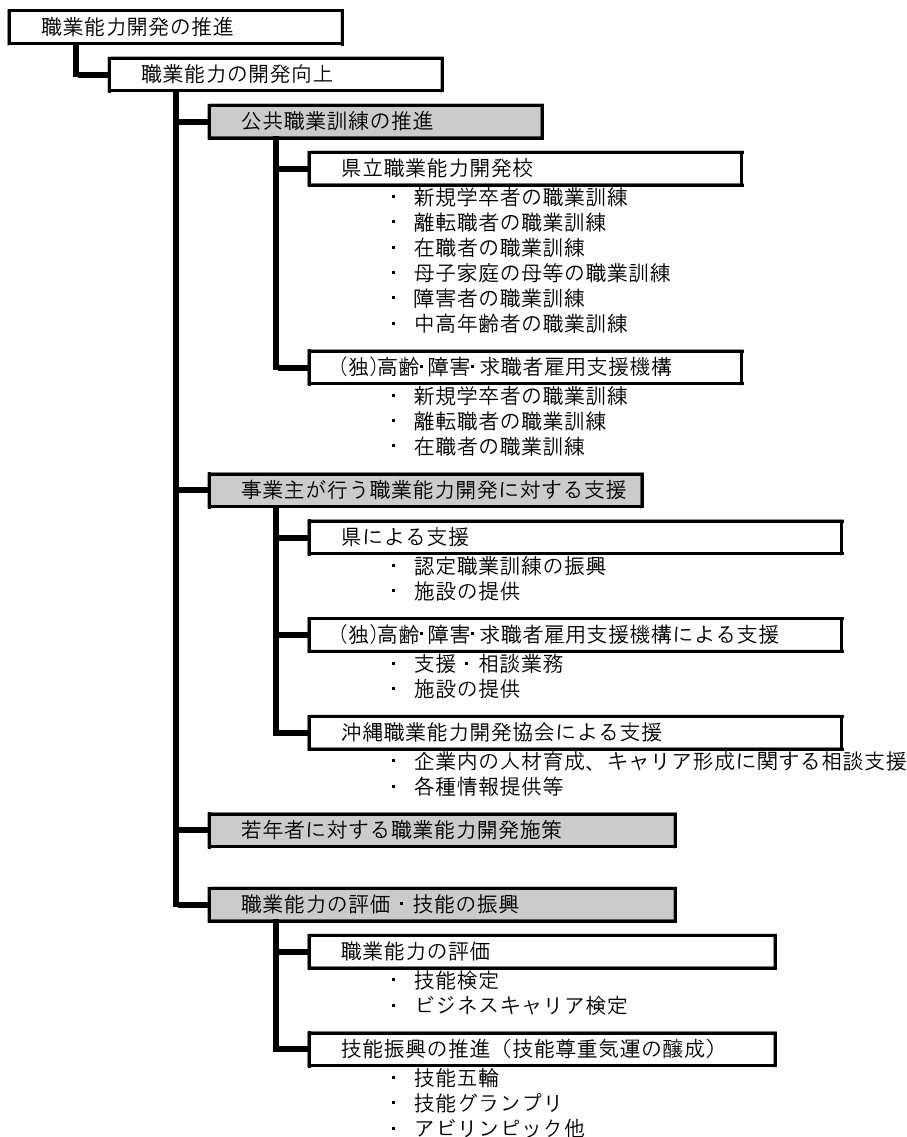 職業能力開発の推進
職業能力の開発向上
公共職業訓練の推進
県立職業能力開発校
・ 新規学卒者の職業訓練
・ 離転職者の職業訓練
・ 在職者の職業訓練
・ 母子家庭の母等の職業訓練
・ 障害者の職業訓練
・ 中高年齢者の職業訓練
(独)高齢・障害・求職者雇用支援機構
・ 新規学卒者の職業訓練
・ 離転職者の職業訓練
・ 在職者の職業訓練
事業主が行う職業能力開発に対する支援
県による支援
・ 認定職業訓練の振興
・ 施設の提供
(独)高齢・障害・求職者雇用支援機構による支援
・ 支援・相談業務
・ 施設の提供
沖縄職業能力開発協会による支援
・ 企業内の人材育成、キャリア形成に関する相談支援
・ 各種情報提供等
若年者に対する職業能力開発施策
職業能力の評価・技能の振興
職業能力の評価
・ 技能検定
・ ビジネスキャリア検定
技能振興の推進（技能尊重気運の醸成）
・ 技能五輪
・ 技能グランプリ
・ アビリンピック他